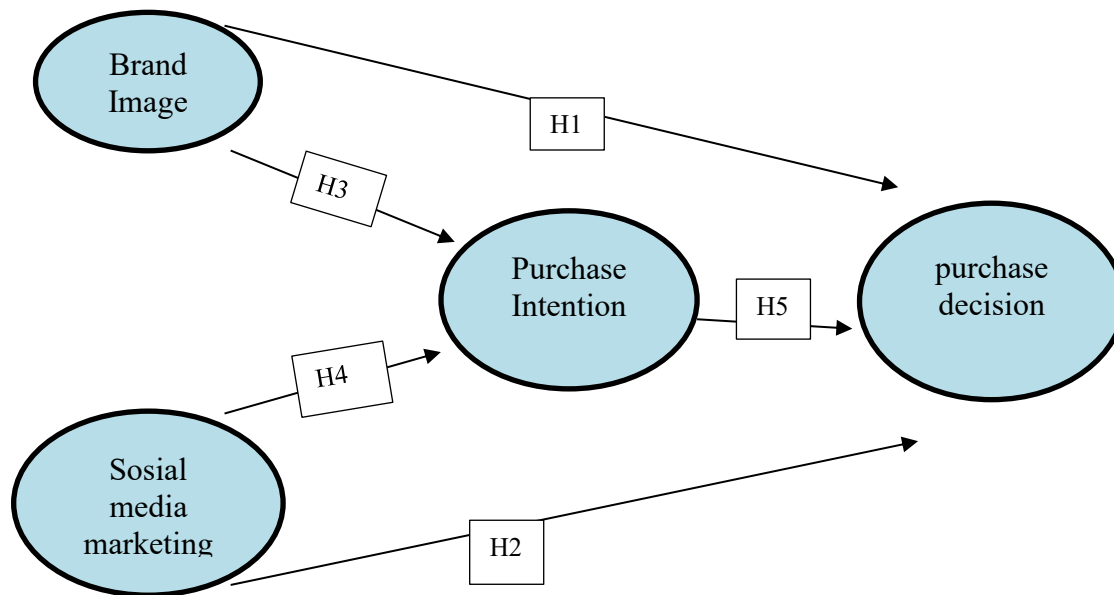 Brand
Image
H1
H3
Purchase
Intention
purchase
decision
H5
H4
Sosial
media
marketing
H2